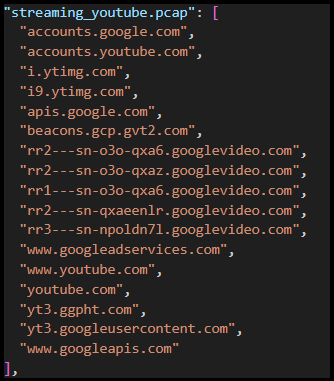 "streaming_youtube.pcap": [
"accounts.google.com",
"accounts.youtube.com",
"i.ytimg.com",
"i9.ytimg.com",
"apis.google.com",
"beacons.gcp.gvt2.com",
"rr2---sn-o3o-qxa6.googlevideo.com",
"rr2---sn-o3o-qxaz.googlevideo.com",
"rr1---sn-o3o-qxa6.googlevideo.com",
"rr2---sn-qxaeenlr.googlevideo.com",
"rr3---sn-npoldn7l.googlevideo.com",
"www.googleadservices.com",
"www.youtube.com",
"youtube.com",
"yt3.ggpht.com",
"yt3.googleusercontent.com",
"www.googleapis.com"
],